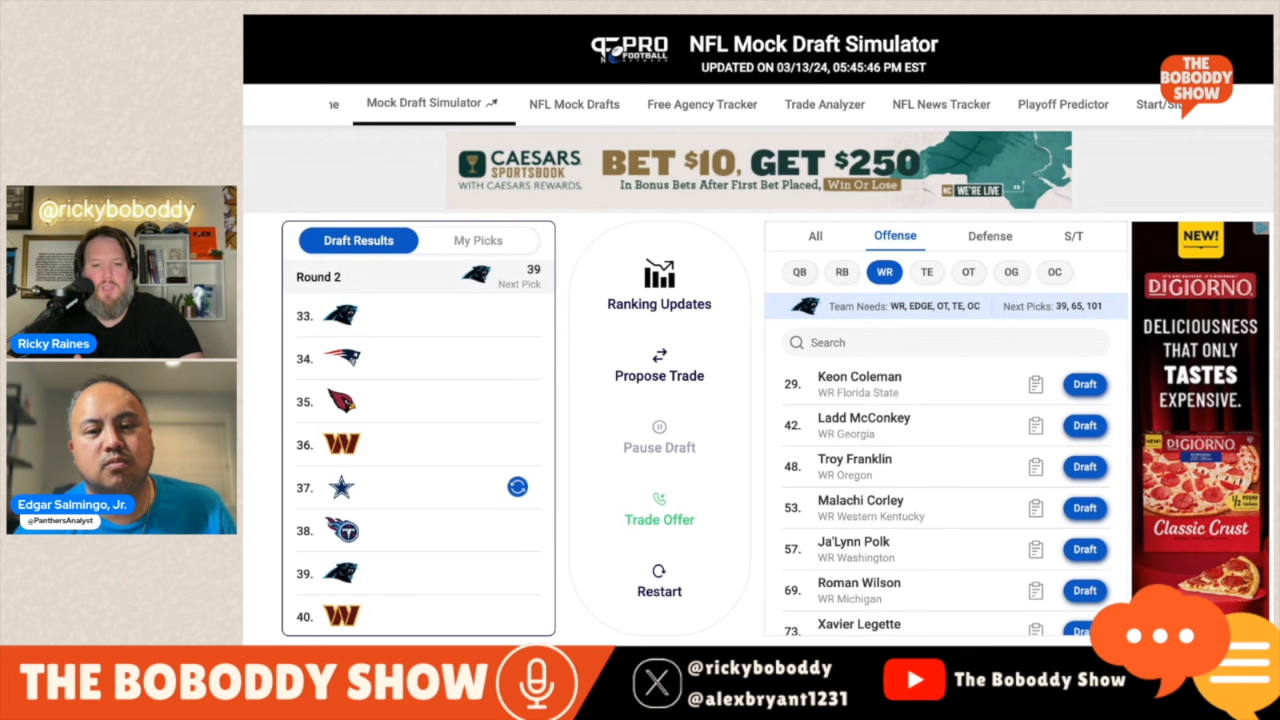 PRO
FOOTBALL
NETWORK
NFL Mock Draft Simulator
UPDATED ON 03/13/24, 05:45:46 PM EST
THE
BOBODDY
SHOW
Mock Draft Simulator
NFL Mock Drafts
Free Agency Tracker
Trade Analyzer
NFL News Tracker
Playoff Predictor
CAESARS
SPORTSBOOK
WITH CAESARS REWARDS.
BET $10, GET $250
In Bonus Bets After First Bet Placed, Win Or Lose
NC WE'RE LIVE
@rickyboboddy
Ricky Raines
Edgar Salmingo, Jr.
@PanthersAnalyst
Draft Results
My Picks
Round 2
39
Next Pick
33.
34.
35.
36.
37.
38.
39.
40.
Ranking Updates
Propose Trade
Pause Draft
Trade Offer
Restart
All
Offense
Defense
S/T
QB
RB
WR
TE
OT
OG
OC
Team Needs: WR, EDGE, OT, TE, OC
Next Picks: 39, 65, 101
Search
29. Keon Coleman Draft
WR Florida State
42. Ladd McConkey Draft
WR Georgia
48. Troy Franklin Draft
WR Oregon
53. Malachi Corley Draft
WR Western Kentucky
57. Ja'Lynn Polk Draft
WR Washington
69. Roman Wilson Draft
WR Michigan
73. Xavier Legette
NEW!
DIGIORNO
DELICIOUSNESS
THAT ONLY
TASTES
EXPENSIVE.
NEW!
DIGIORNO
Classic Crust
THE BOBODDY SHOW
@rickyboboddy
@alexbryant1231
The Boboddy Show